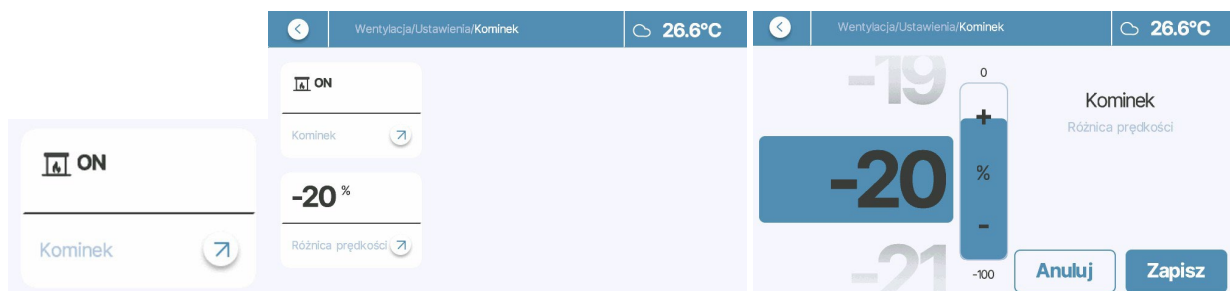 ON
Kominek
Wentylacja/Ustawienia/Kominek
26.6°C
ON
Kominek
-20 %
Różnica prędkości
Wentylacja/Ustawienia/Kominek
26.6°C
-19
-20
-21
0
+
%
-
-100
Kominek
Różnica prędkości
Anuluj
Zapisz